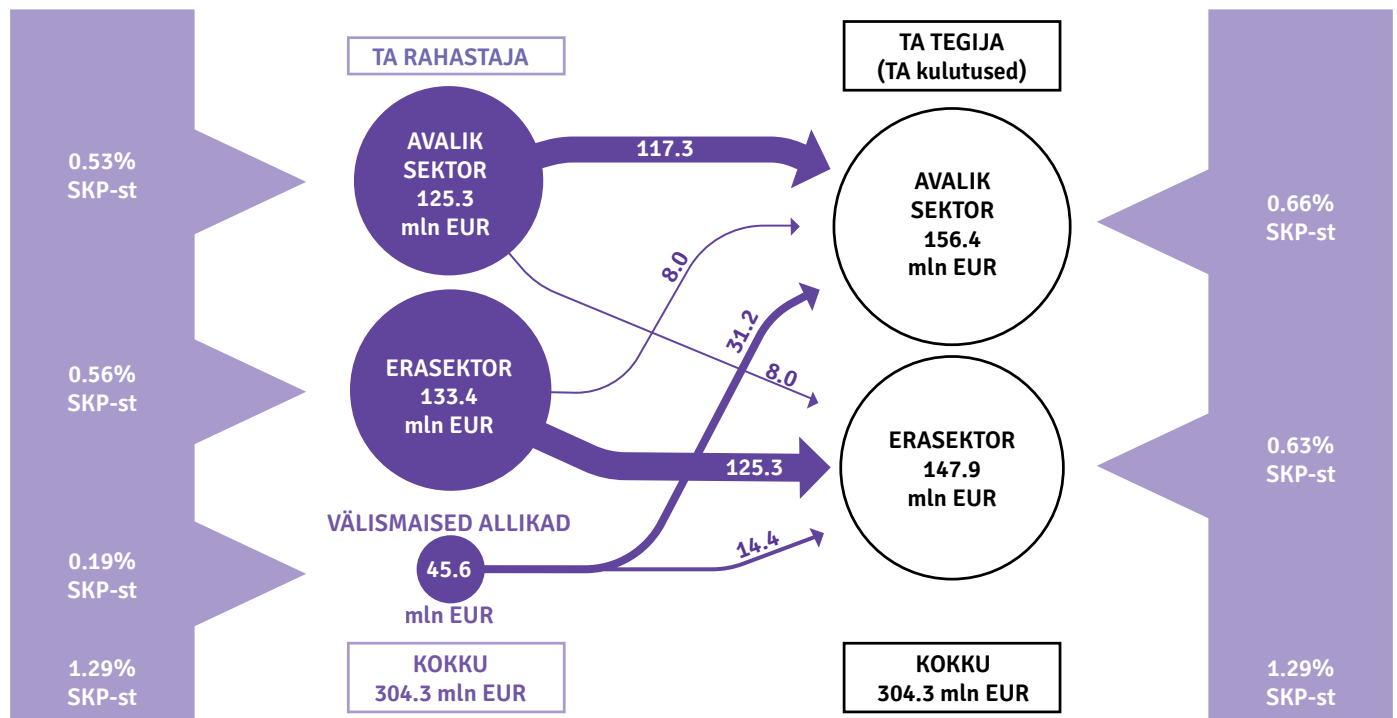 0.53%
SKP-st
0.56%
SKP-st
0.19%
SKP-st
1.29%
SKP-st
TA RAHASTAJA
AVALIK
SEKTOR
125.3
mln EUR
ERASEKTOR
133.4
mln EUR
VÄLISMAISED ALLIKAD
45.6
mln EUR
KOKKU
304.3 mln EUR
117.3
8.0
31.2
8.0
125.3
14.4
TA TEGIJA
(TA kulutused)
AVALIK
SEKTOR
156.4
mln EUR
ERASEKTOR
147.9
mln EUR
KOKKU
304.3 mln EUR
0.66%
SKP-st
0.63%
SKP-st
1.29%
SKP-st